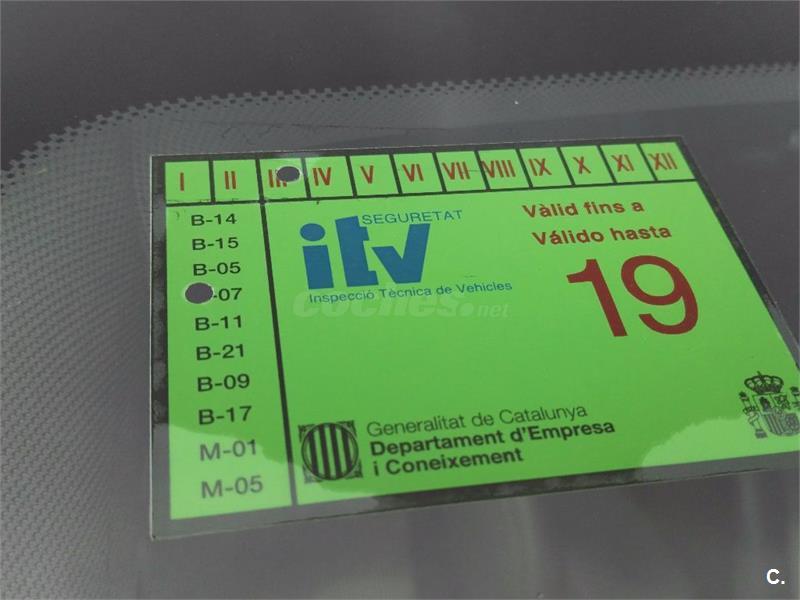 I II III IV V VI VII VIII IX X XI XII
B-14
B-15
B-05
-07
B-11
B-21
B-09
B-17
M-01
M-05
SEGURETAT
itv
Inspecció Tècnica de Vehicles
Vàlid fins a
Válido hasta
19
coches.net
Generalitat de Catalunya
Departament d'Empresa
i Coneixement
C.